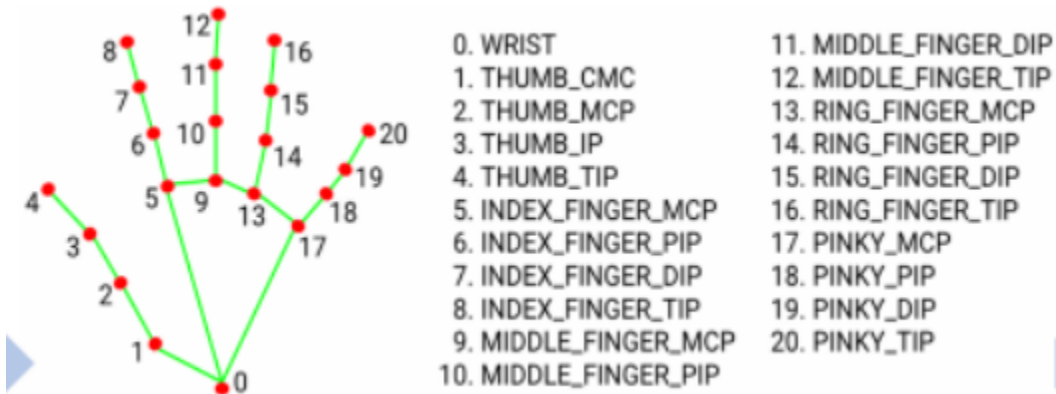 12
8
16
11
7
15
20
10
6
14
19
4
5
9
13
18
3
17
2
1
0
0. WRIST
1. THUMB_CMC
2. THUMB_MCP
3. THUMB_IP
4. THUMB_TIP
5. INDEX_FINGER_MCP
6. INDEX_FINGER_PIP
7. INDEX_FINGER_DIP
8. INDEX_FINGER_TIP
9. MIDDLE_FINGER_MCP
10. MIDDLE_FINGER_PIP
11. MIDDLE_FINGER_DIP
12. MIDDLE_FINGER_TIP
13. RING_FINGER_MCP
14. RING_FINGER_PIP
15. RING_FINGER_DIP
16. RING_FINGER_TIP
17. PINKY_MCP
18. PINKY_PIP
19. PINKY_DIP
20. PINKY_TIP